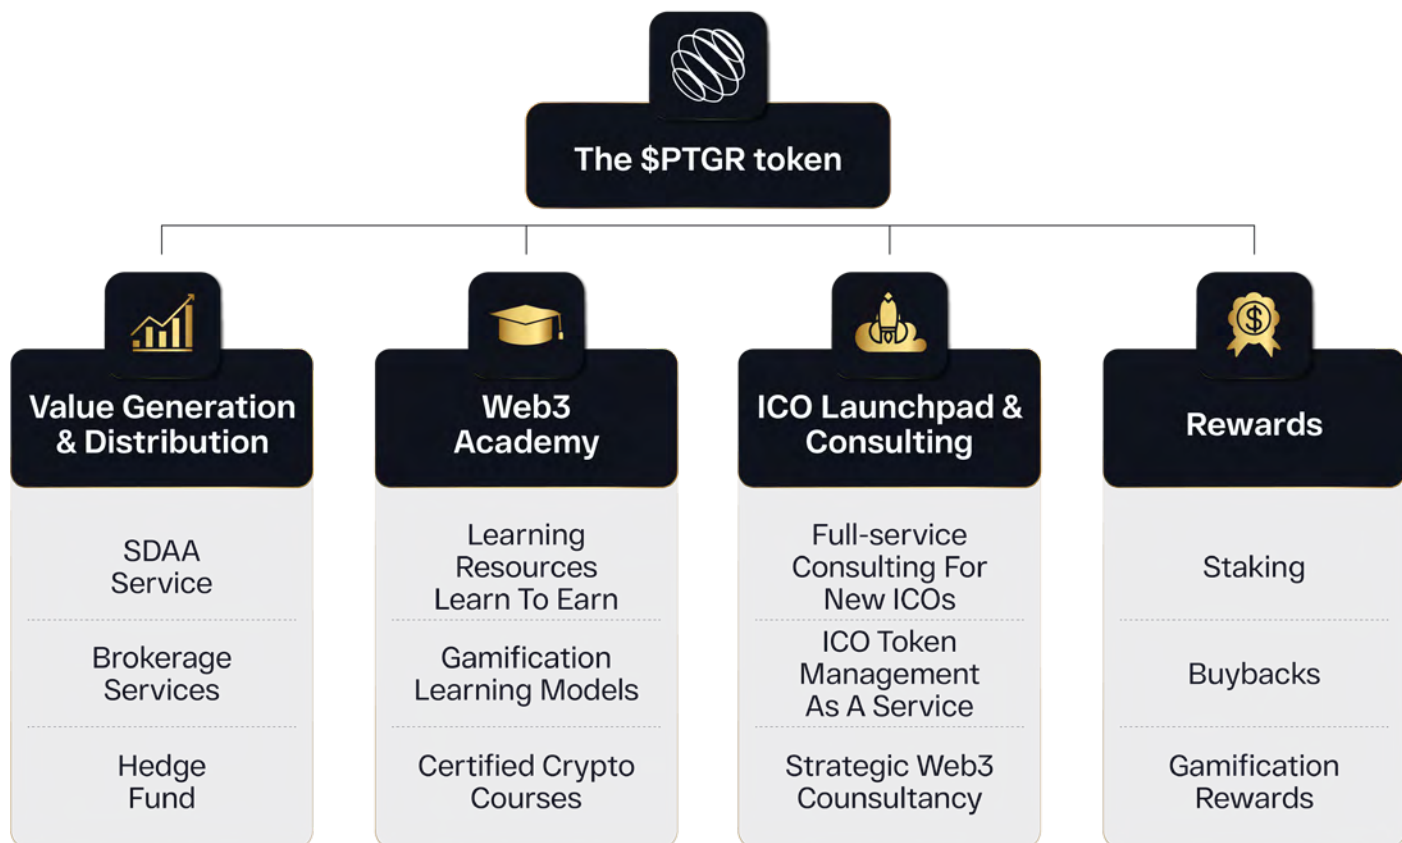 The $PTGR token
Value Generation
& Distribution
SDAA
Service
Brokerage
Services
Hedge
Fund
Web3
Academy
Learning
Resources
Learn To Earn
Gamification
Learning Models
Certified Crypto
Courses
ICO Launchpad &
Consulting
Full-service
Consulting For
New ICOs
ICO Token
Management
As A Service
Strategic Web3
Counsultancy
Rewards
Staking
Buybacks
Gamification
Rewards